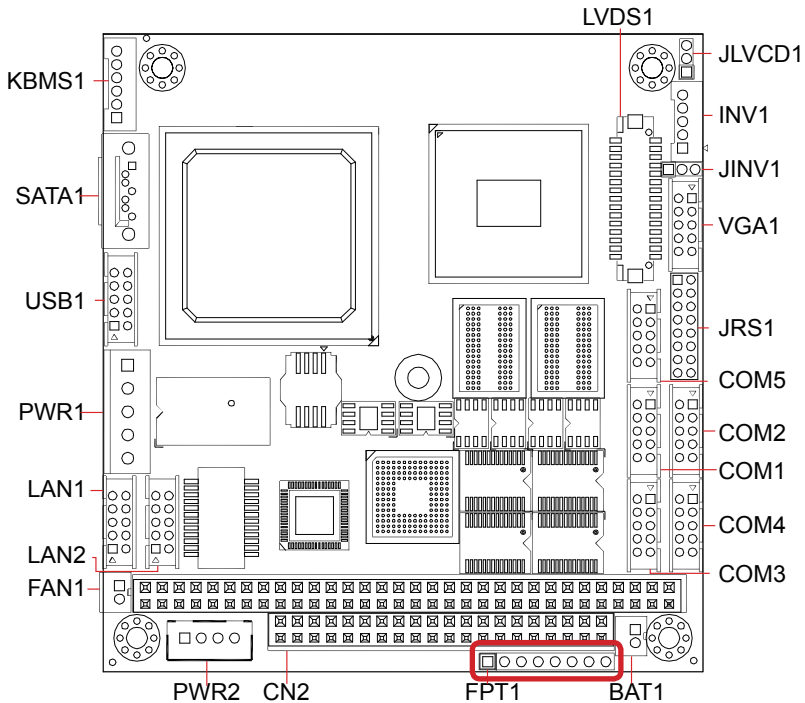 LVDS1
JLVCD1
KBMS1
INV1
JINV1
SATA1
VGA1
USB1
JRS1
COM5
PWR1
COM2
COM1
LAN1
COM4
LAN2
COM3
FAN1
PWR2
CN2
FPT1
BAT1